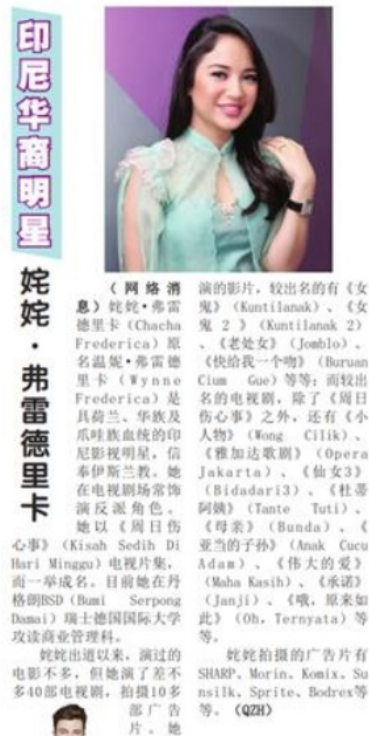 印尼华裔明星
姹姹·弗雷德里卡
(网络消
息)姹姹•弗雷
德里卡(Chacha
Frederica)原
名温妮•弗雷德
里卡(Wynne
Frederica)是
具荷兰、华族及
爪哇族血统的印
尼影视明星,信
奉伊斯兰教。她
在电视剧场常饰
演反派角色。
她以《周日伤
心事》(Kisah Sedih Di
Hari Minggu)电视片集,
而一举成名。目前她在丹
格朗BSD(Bumi Serpong
Damai)瑞士德国国际大学
攻读商业管理科。
姹姹出道以来,演过的
电影不多,但她演了差不
多40部电视剧,拍摄10多
部广告
片。她
演的影片,较出名的有《女
鬼》(Kuntilanak)、《女
鬼2》(Kuntilanak 2)
、《老处女》(Jomblo)、
《快给我一个吻》(Buruan
Cium Gue)等等;而较出
名的电视剧,除了《周日
伤心事》之外,还有《小
人物》(Wong Cilik)、
《雅加达歌剧》(Opera
Jakarta)、《仙女3》
(Bidadari3)、《杜蒂
阿姨》(Tante Tuti)、
《母亲》(Bunda)、《
亚当的子孙》(Anak Cucu
Adam)、《伟大的爱》
(Maha Kasih)、《承诺》
(Janji)、《哦,原来如
此》(Oh, Ternyata)等
等。
姹姹拍摄的广告片有
SHARP、Morin、Komix、Su
nsilk、Sprite、Bodrex等
等。(QZH)